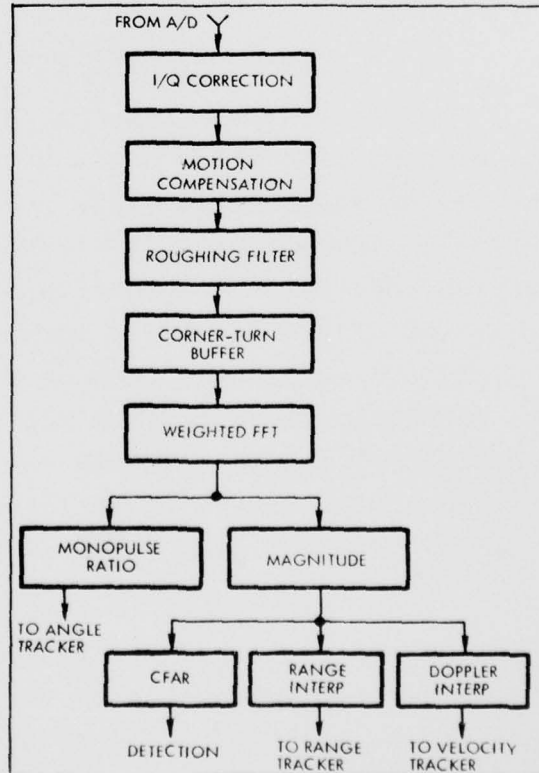 FROM A/D
I/Q CORRECTION
MOTION
COMPENSATION
ROUGHING FILTER
CORNER-TURN
BUFFER
WEIGHTED FFT
MONOPULSE
RATIO
MAGNITUDE
TO ANGLE
TRACKER
CFAR
RANGE
INTERP
DOPPLER
INTERP
DETECTION
TO RANGE
TRACKER
TO VELOCITY
TRACKER